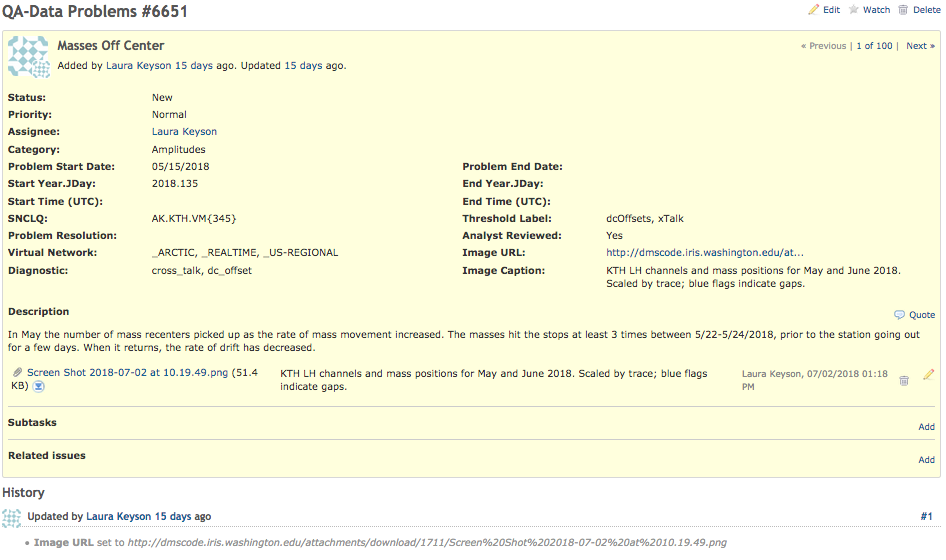 QA-Data Problems #6651
Edit Watch Delete
Masses Off Center
« Previous | 1 of 100 | Next »
Added by Laura Keyson 15 days ago. Updated 15 days ago.
Status: New
Priority: Normal
Assignee: Laura Keyson
Category: Amplitudes
Problem Start Date: 05/15/2018 Problem End Date:
Start Year.JDay: 2018.135 End Year.JDay:
Start Time (UTC): End Time (UTC):
SNCLQ: AK.KTH.VM{345} Threshold Label: dcOffsets, xTalk
Problem Resolution: Analyst Reviewed: Yes
Virtual Network: _ARCTIC, _REALTIME, _US-REGIONAL Image URL: http://dmscode.iris.washington.edu/at...
Diagnostic: cross_talk, dc_offset Image Caption: KTH LH channels and mass positions for May and June 2018.
Scaled by trace; blue flags indicate gaps.
Description
Quote
In May the number of mass recenters picked up as the rate of mass movement increased. The masses hit the stops at least 3 times between 5/22-5/24/2018, prior to the station going out
for a few days. When it returns, the rate of drift has decreased.
Screen Shot 2018-07-02 at 10.19.49.png (51.4 KTH LH channels and mass positions for May and June 2018. Scaled by trace; blue flags Laura Keyson, 07/02/2018 01:18
KB) indicate gaps. PM
Subtasks
Add
Related issues
Add
History
Updated by Laura Keyson 15 days ago #1
• Image URL set to http://dmscode.iris.washington.edu/attachments/download/1711/Screen%20Shot%202018-07-02%20at%2010.19.49.png